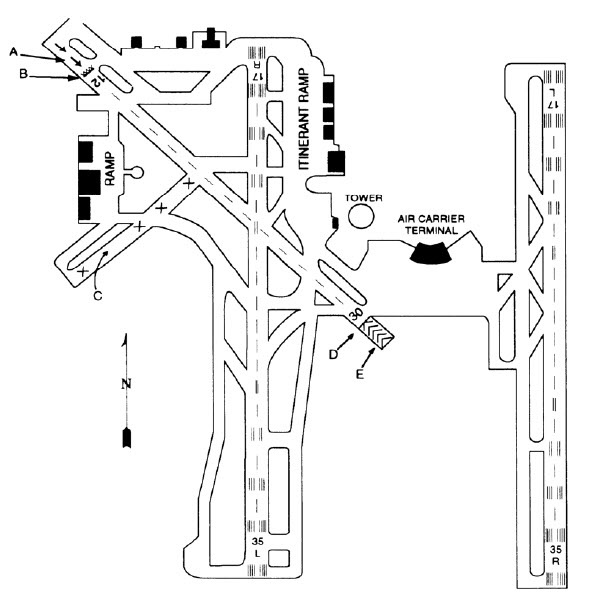 A
B
12
R
17
ITINERANT RAMP
17
L
RAMP
TOWER
AIR CARRIER
TERMINAL
C
30
D
E
N
35
L
35
R